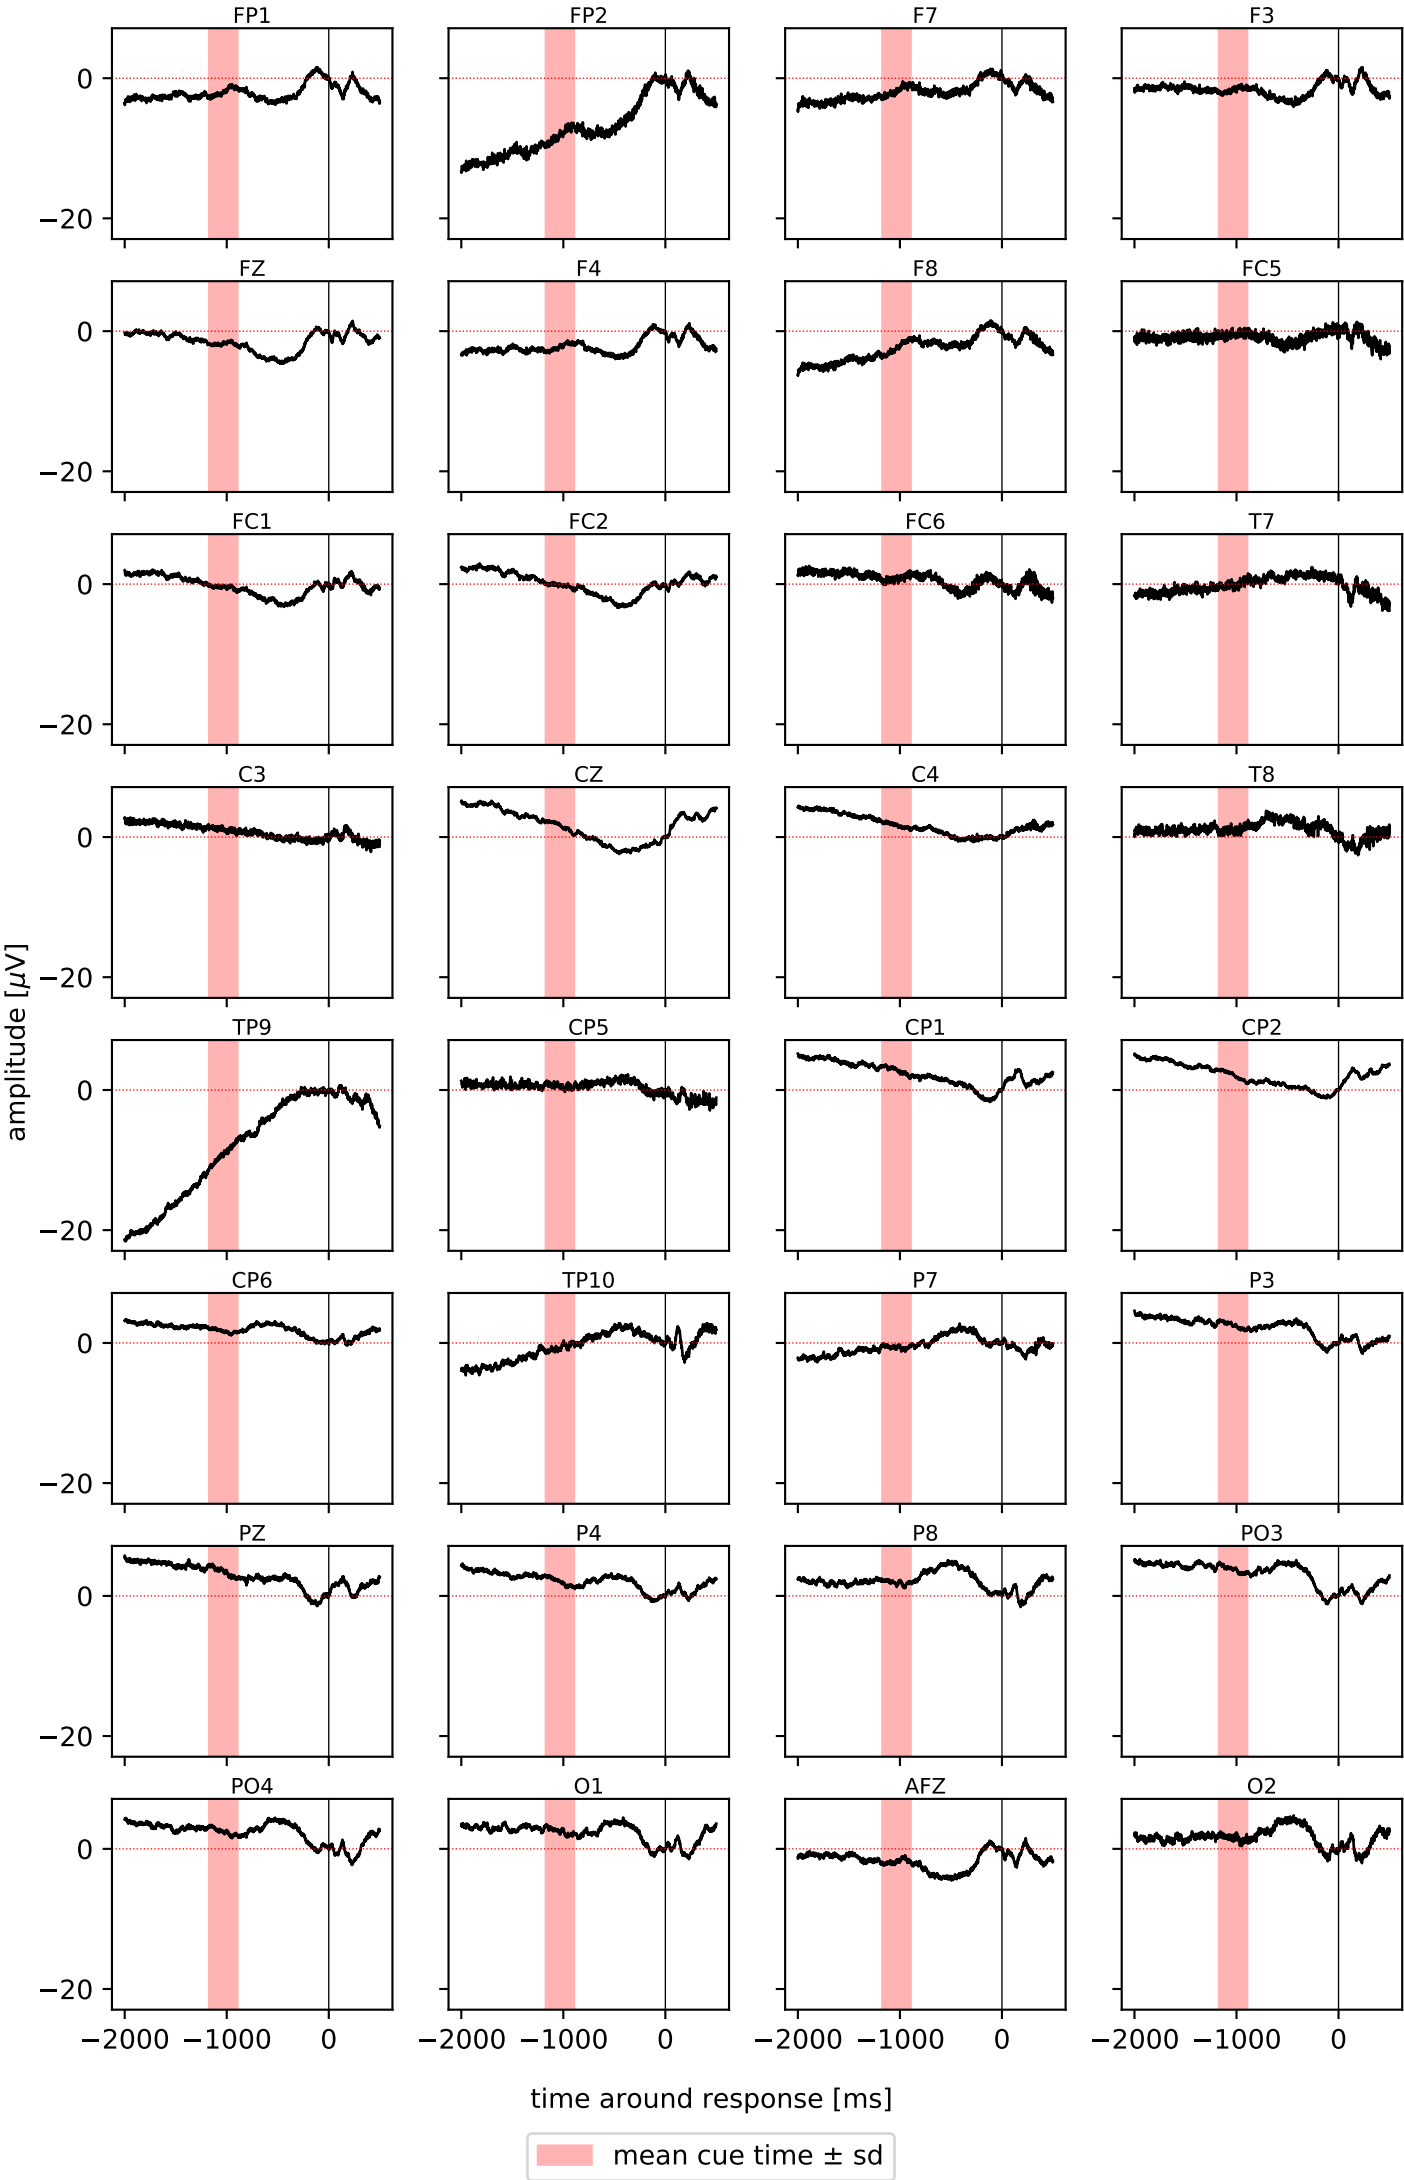 FP1 FP2 F7 F3
0
−20
FZ F4 F8 FC5
0
−20
FC1 FC2 FC6 T7
0
−20
C3 CZ C4 T8
0
−20
amplitude [μV]
TP9 CP5 CP1 CP2
0
−20
CP6 TP10 P7 P3
0
−20
PZ P4 P8 PO3
0
−20
PO4 O1 AFZ O2
0
−20
−2000 −1000 0 −2000 −1000 0 −2000 −1000 0 −2000 −1000 0
time around response [ms]
mean cue time ± sd